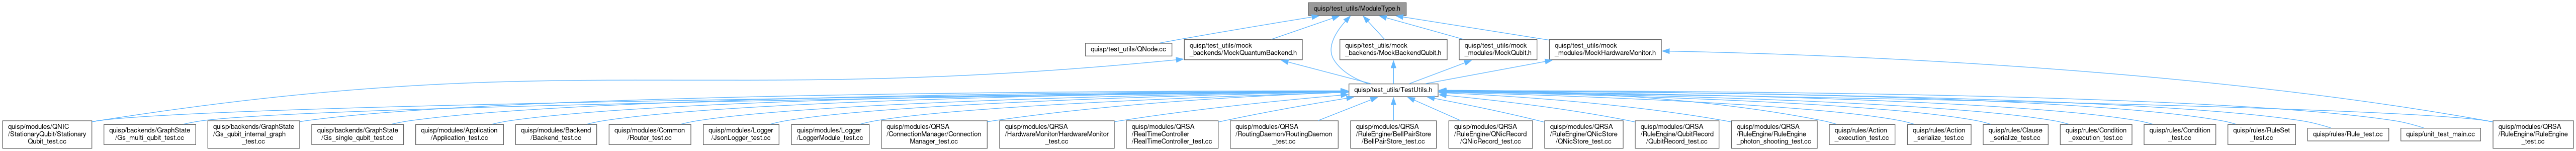 quisp/test_utils/ModuleType.h
quisp/test_utils/QNode.cc
quisp/test_utils/mock
_backends/MockQuantumBackend.h
quisp/test_utils/mock
_backends/MockBackendQubit.h
quisp/test_utils/mock
_modules/MockQubit.h
quisp/test_utils/mock
_modules/MockHardwareMonitor.h
quisp/test_utils/TestUtils.h
quisp/modules/QNIC
/StationaryQubit/Stationary
Qubit_test.cc
quisp/backends/GraphState
/Gs_multi_qubit_test.cc
quisp/backends/GraphState
/Gs_qubit_internal_graph
_test.cc
quisp/backends/GraphState
/Gs_single_qubit_test.cc
quisp/modules/Application
/Application_test.cc
quisp/modules/Backend
/Backend_test.cc
quisp/modules/Common
/Router_test.cc
quisp/modules/Logger
/JsonLogger_test.cc
quisp/modules/Logger
/LoggerModule_test.cc
quisp/modules/QRSA
/ConnectionManager/Connection
Manager_test.cc
quisp/modules/QRSA
/HardwareMonitor/HardwareMonitor
_test.cc
quisp/modules/QRSA
/RealTimeController
/RealTimeController_test.cc
quisp/modules/QRSA
/RoutingDaemon/RoutingDaemon
_test.cc
quisp/modules/QRSA
/RuleEngine/BellPairStore
/BellPairStore_test.cc
quisp/modules/QRSA
/RuleEngine/QNicRecord
/QNicRecord_test.cc
quisp/modules/QRSA
/RuleEngine/QNicStore
/QNicStore_test.cc
quisp/modules/QRSA
/RuleEngine/QubitRecord
/QubitRecord_test.cc
quisp/modules/QRSA
/RuleEngine/RuleEngine
_photon_shooting_test.cc
quisp/rules/Action
_execution_test.cc
quisp/rules/Action
_serialize_test.cc
quisp/rules/Clause
_serialize_test.cc
quisp/rules/Condition
_execution_test.cc
quisp/rules/Condition
_test.cc
quisp/rules/RuleSet
_test.cc
quisp/rules/Rule_test.cc
quisp/unit_test_main.cc
quisp/modules/QRSA
/RuleEngine/RuleEngine
_test.cc